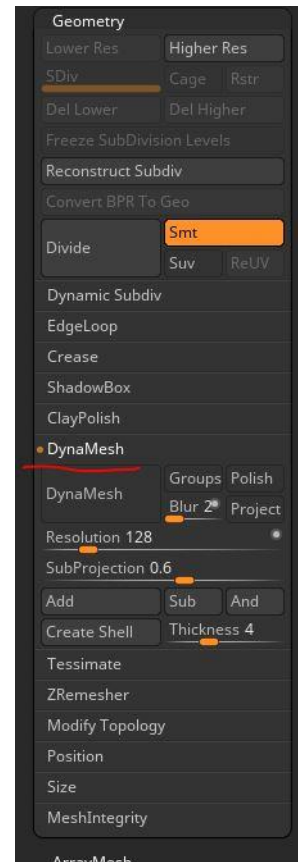 Geometry
Lower Res Higher Res
SDiv Cage Rstr
Del Lower Del Higher
Freeze SubDivision Levels
Reconstruct Subdiv
Convert BPR To Geo
Divide Smt
Suv ReUV
Dynamic Subdiv
EdgeLoop
Crease
ShadowBox
ClayPolish
DynaMesh
DynaMesh Groups Polish
Blur 2 Project
Resolution 128
SubProjection 0.6
Add Sub And
Create Shell Thickness 4
Tessimate
ZRemesher
Modify Topology
Position
Size
MeshIntegrity
ArrayMesh